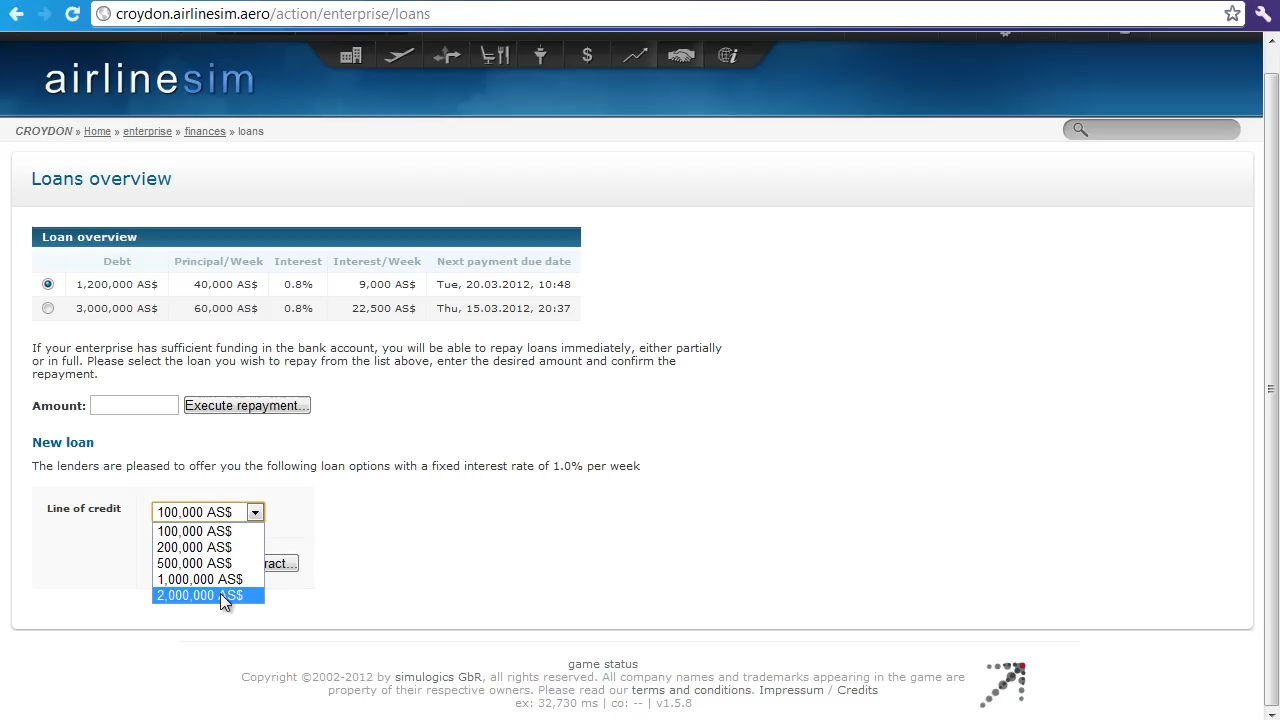 croydon.airlinesim.aero/action/enterprise/loans
airlinesim
CROYDON » Home » enterprise » finances » loans
Loans overview
Loan overview
Debt Principal/Week Interest Interest/Week Next payment due date
1,200,000 AS$ 40,000 AS$ 0.8% 9,000 AS$ Tue, 20.03.2012, 10:48
3,000,000 AS$ 60,000 AS$ 0.8% 22,500 AS$ Thu, 15.03.2012, 20:37
If your enterprise has sufficient funding in the bank account, you will be able to repay loans immediately, either partially
or in full. Please select the loan you wish to repay from the list above, enter the desired amount and confirm the
repayment.
Amount: Execute repayment...
New loan
The lenders are pleased to offer you the following loan options with a fixed interest rate of 1.0% per week
Line of credit 100,000 AS$
100,000 AS$
200,000 AS$
500,000 AS$
ract...
1,000,000 AS$
2,000,000 AS$
game status
Copyright ©2002-2012 by simulogics GbR, all rights reserved. All company names and trademarks appearing in the game are
property of their respective owners. Please read our terms and conditions. Impressum / Credits
ex: 32,730 ms | co: -- | v1.5.8